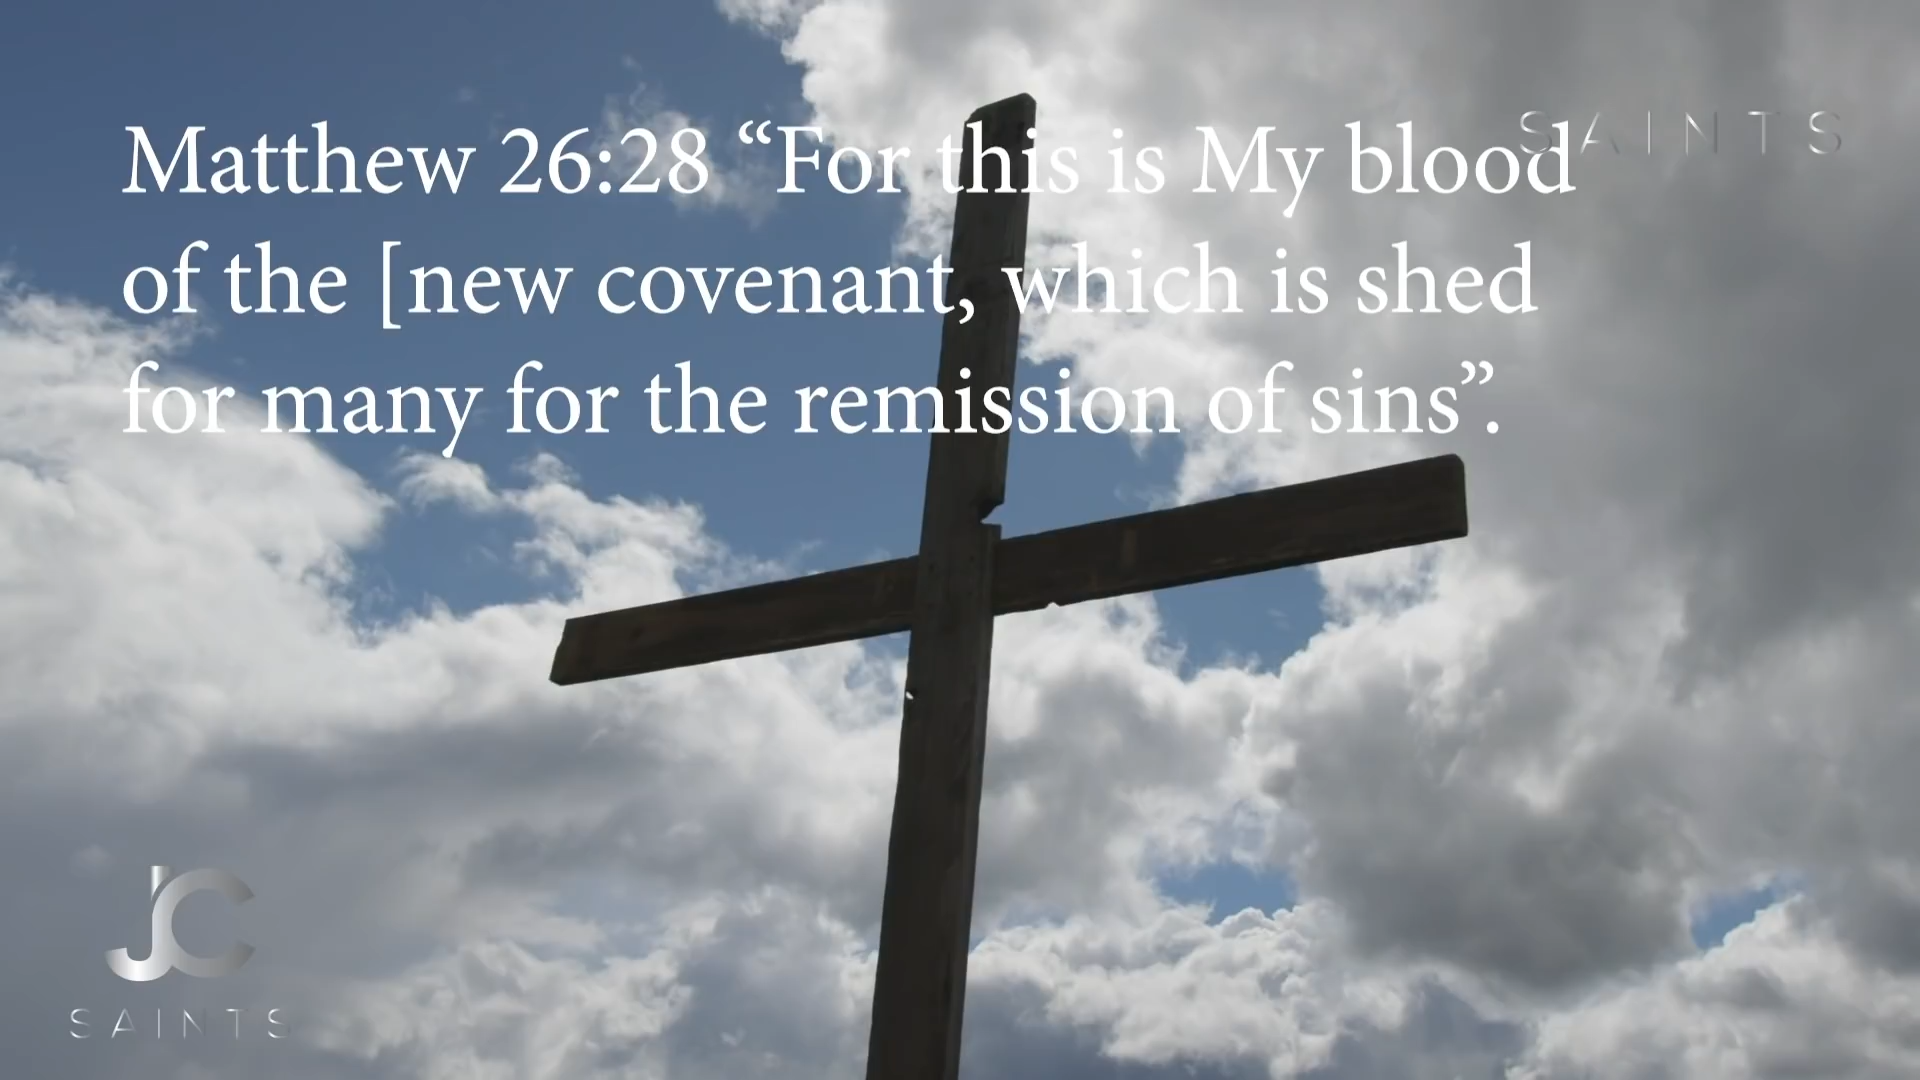 Matthew 26:28 “For this is My blood
of the [new covenant, which is shed
for many for the remission of sins”.
SAINTS
JC
SAINTS